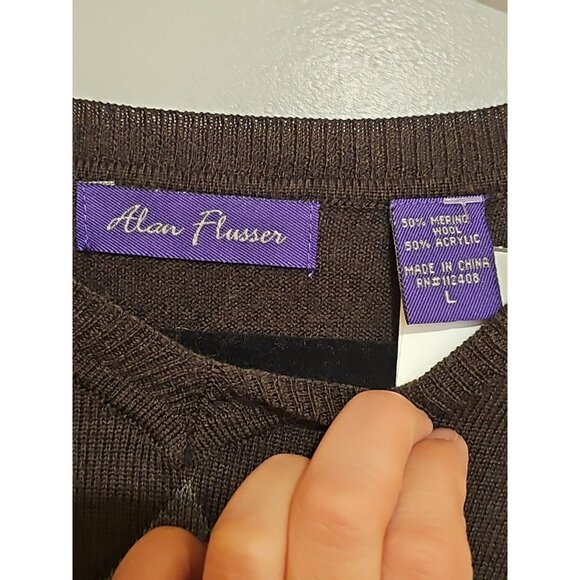 Alan Flusser
50% MERINO
WOOL
50% ACRYLIC
MADE IN CHINA
RN#112408
L